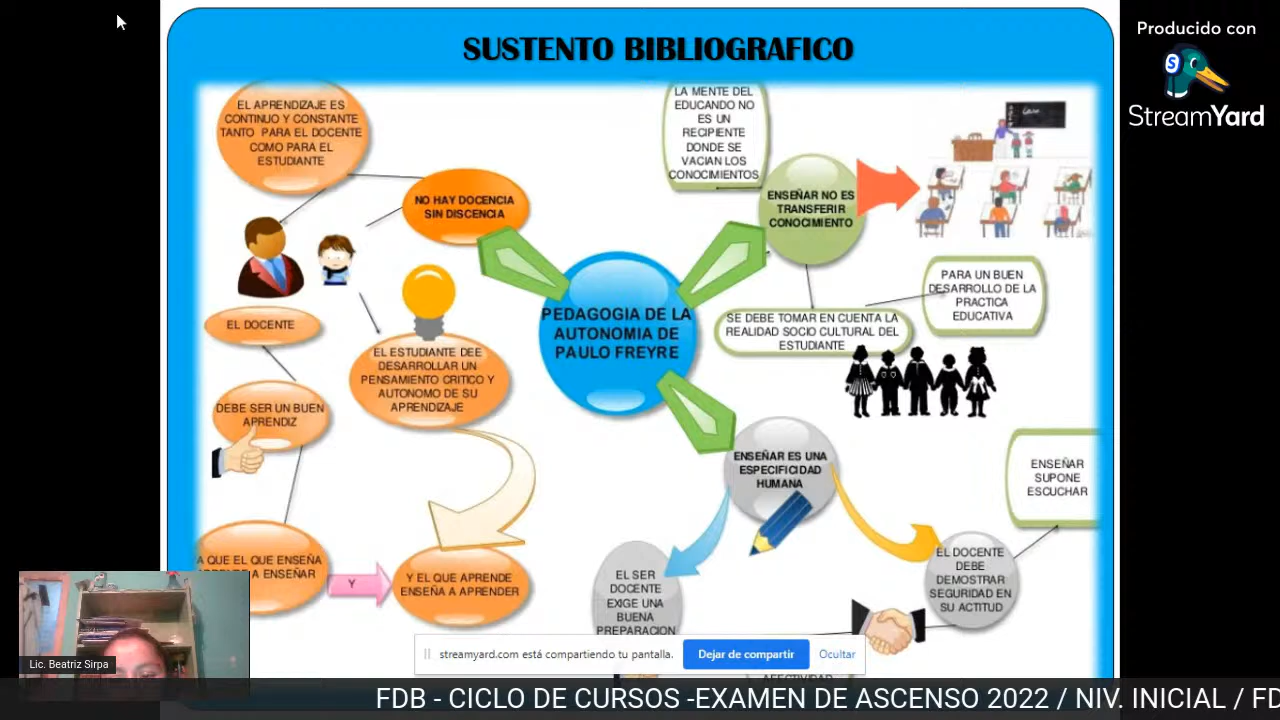 SUSTENTO BIBLIOGRAFICO
Producido con
StreamYard
EL APRENDIZAJE ES
CONTINUO Y CONSTANTE
TANTO PARA EL DOCENTE
COMO PARA EL
ESTUDIANTE
NO HAY DOCENCIA
SIN DISCENCIA
LA MENTE DEL
EDUCANDO NO
ES UN
RECIPIENTE
DONDE SE
VACIAN LOS
CONOCIMIENTOS
ENSEÑAR NO ES
TRANSFERIR
CONOCIMIENTO
PARA UN BUEN
DESARROLLO DE LA
PRACTICA
EDUCATIVA
SE DEBE TOMAR EN CUENTA LA
REALIDAD SOCIO CULTURAL DEL
ESTUDIANTE
PEDAGOGIA DE LA
AUTONOMIA DE
PAULO FREYRE
EL DOCENTE
EL ESTUDIANTE DEE
DESARROLLAR UN
PENSAMIENTO CRITICO Y
AUTONOMO DE SU
APRENDIZAJE
DEBE SER UN BUEN
APRENDIZ
ENSEÑAR ES UNA
ESPECIFICIDAD
HUMANA
ENSEÑAR
SUPONE
ESCUCHAR
A QUE EL QUE ENSEÑA
A ENSEÑAR
Y
Y EL QUE APRENDE
ENSEÑA A APRENDER
EL SER
DOCENTE
EXIGE UNA
BUENA
PREPARACION
EL DOCENTE
DEBE
DEMOSTRAR
SEGURIDAD EN
SU ACTITUD
streamyard.com está compartiendo tu pantalla.
Dejar de compartir
Ocultar
Lic. Beatriz Sirpa
FDB - CICLO DE CURSOS -EXAMEN DE ASCENSO 2022 / NIV. INICIAL / FD